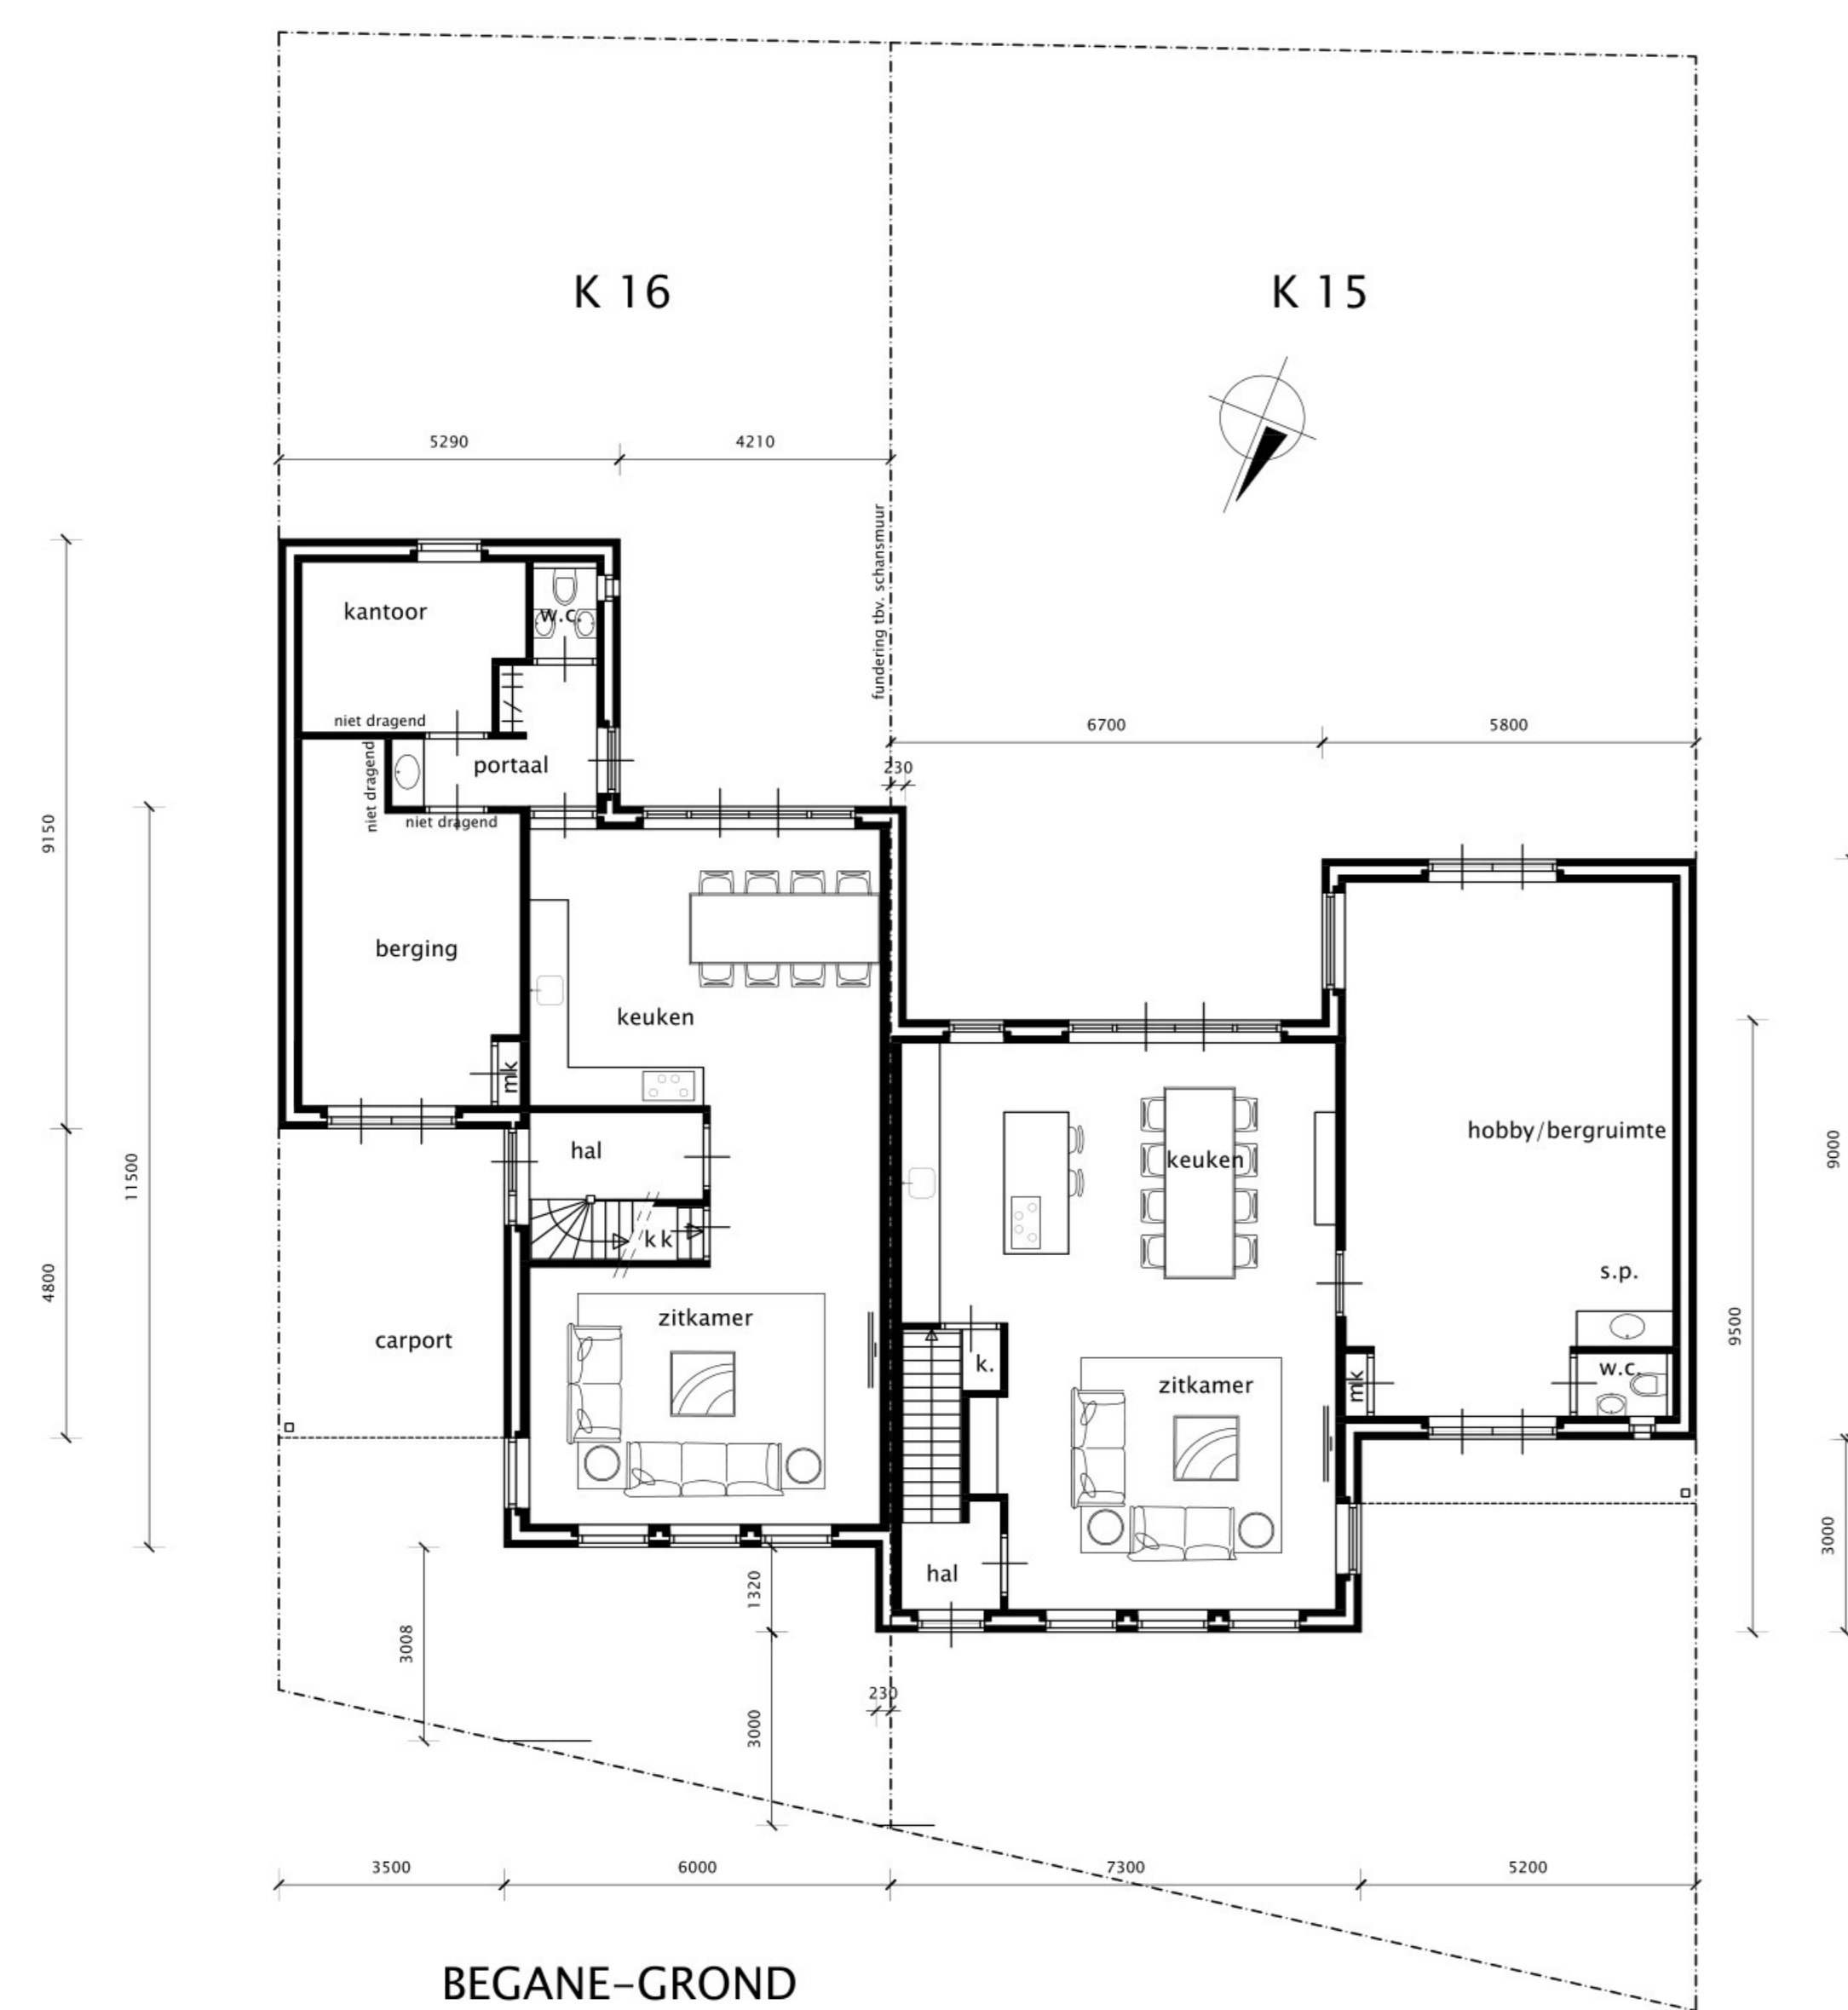 K 16
K 15
5290
4210
fundering tbv. schansmuur
kantoor
w.c.
niet dragend
6700
5800
portaal
niet dragend
230
niet dragend
9150
berging
keuken
mk
hobby/bergruimte
9000
hal
keuken
11500
kk
4800
s.p.
zitkamer
9500
carport
k.
w.c.
zitkamer
mk
3000
hal
1320
3008
230
3000
3500
6000
7300
5200
BEGANE-GROND